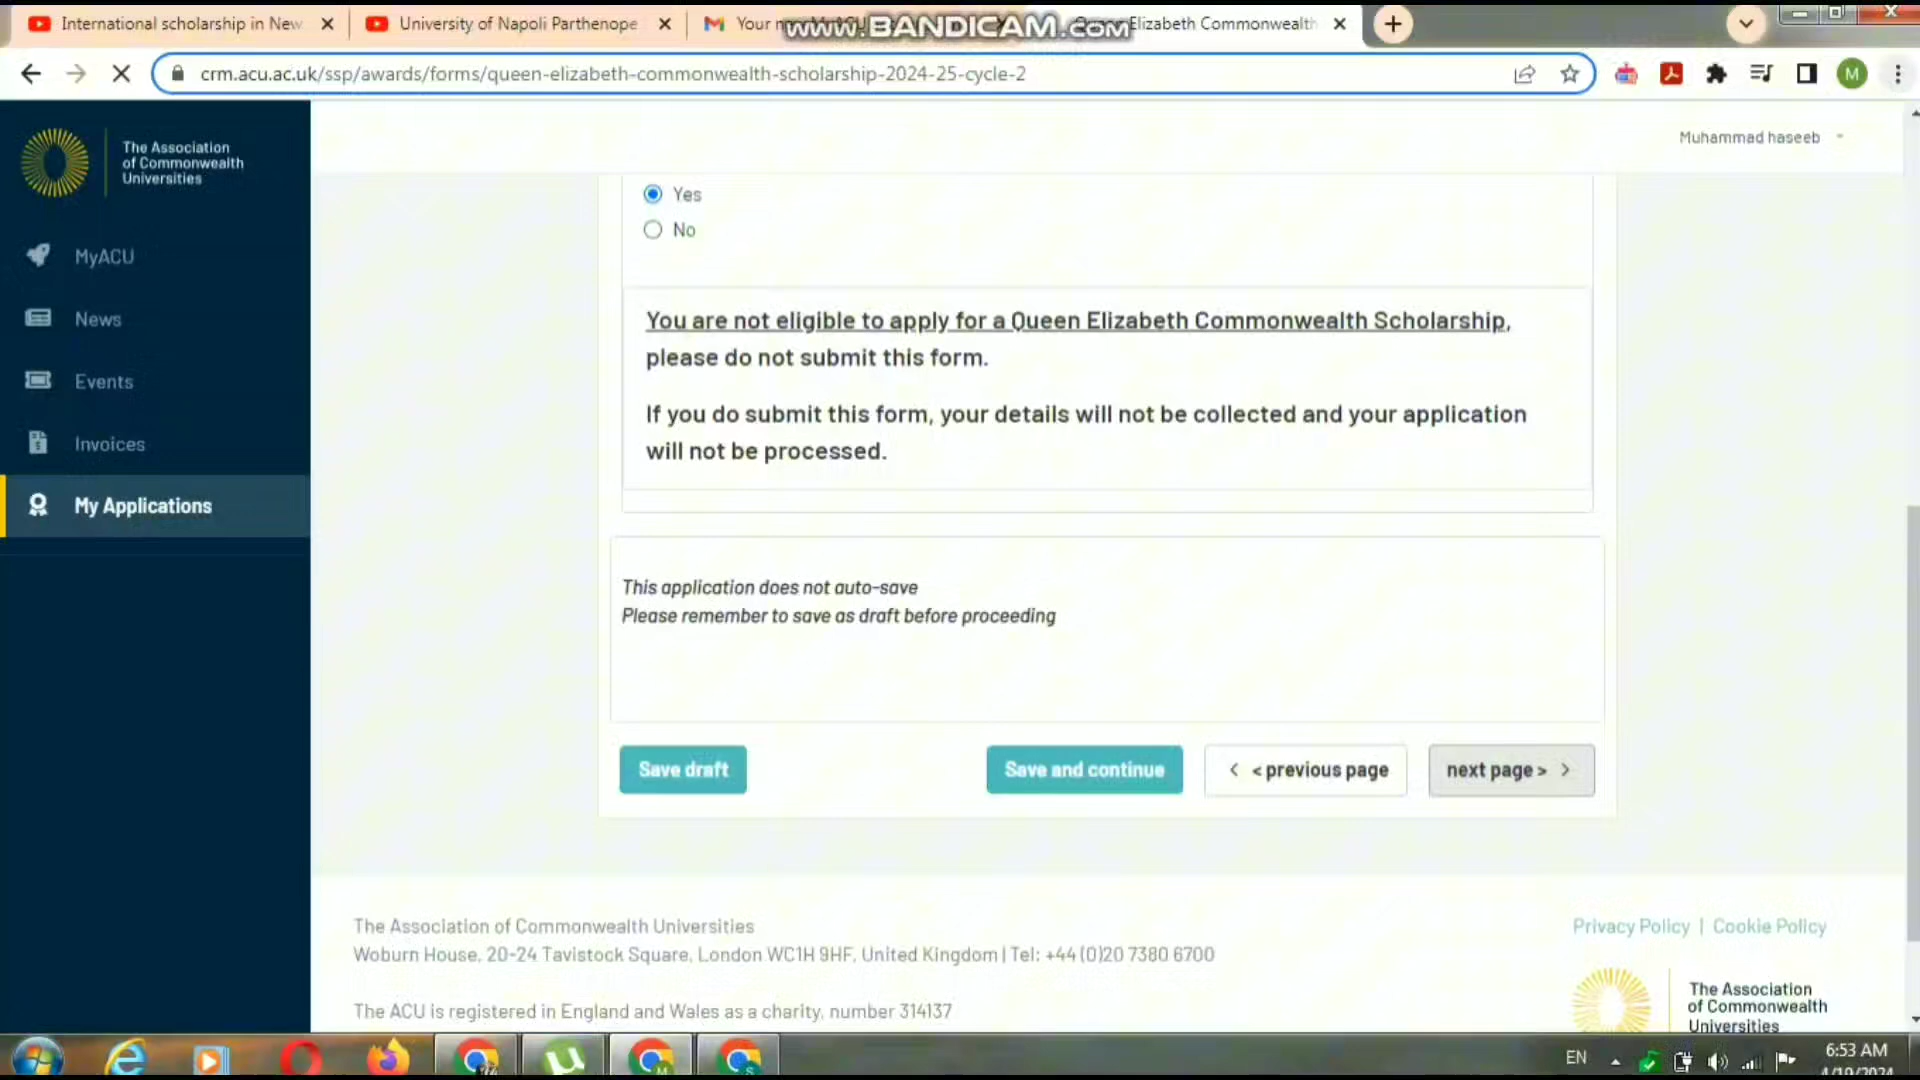 International scholarship in New
University of Napoli Parthenope
www.BANDICAM.com
Elizabeth Commonwealth
crm.acu.ac.uk/ssp/awards/forms/queen-elizabeth-commonwealth-scholarship-2024-25-cycle-2
M
The Association
of Commonwealth
Universities
Muhammad haseeb
MyACU
News
Events
Invoices
My Applications
Yes
No
You are not eligible to apply for a Queen Elizabeth Commonwealth Scholarship,
please do not submit this form.
If you do submit this form, your details will not be collected and your application
will not be processed.
This application does not auto-save
Please remember to save as draft before proceeding
Save draft
Save and continue
< previous page
next page >
The Association of Commonwealth Universities
Woburn House, 20-24 Tavistock Square, London WC1H 9HF, United Kingdom | Tel: +44 (0)20 7380 6700
Privacy Policy | Cookie Policy
The ACU is registered in England and Wales as a charity, number 314137
The Association
of Commonwealth
Universities
EN
6:53 AM
4/19/2024